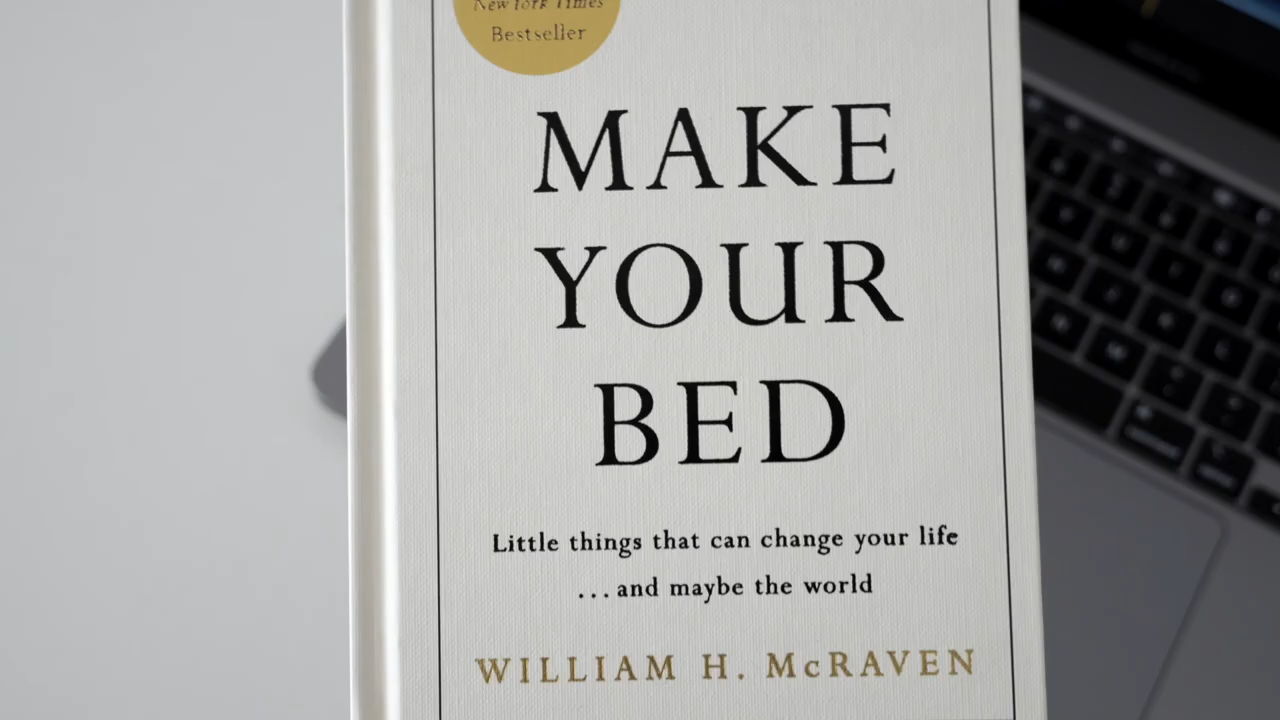 New York Times
Bestseller
MAKE
YOUR
BED
Little things that can change your life
...and maybe the world
WILLIAM H. McRAVEN